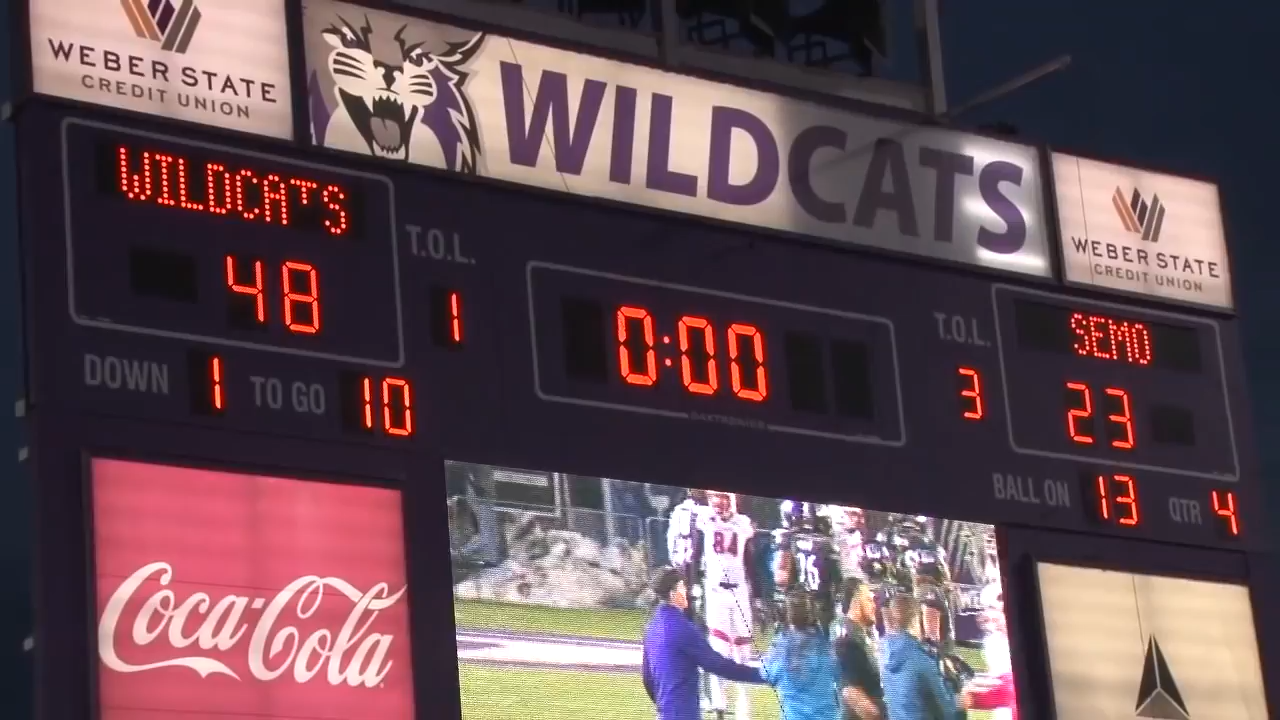 WEBER STATE
CREDIT UNION
WILDCATS
WEBER STATE
CREDIT UNION
WILDCATS
48
T.O.L.
1
0:00
DAKTRONICS
T.O.L.
3
SEMO
23
DOWN 1 TO GO 10
BALL ON 13 QTR 4
Coca-Cola
84